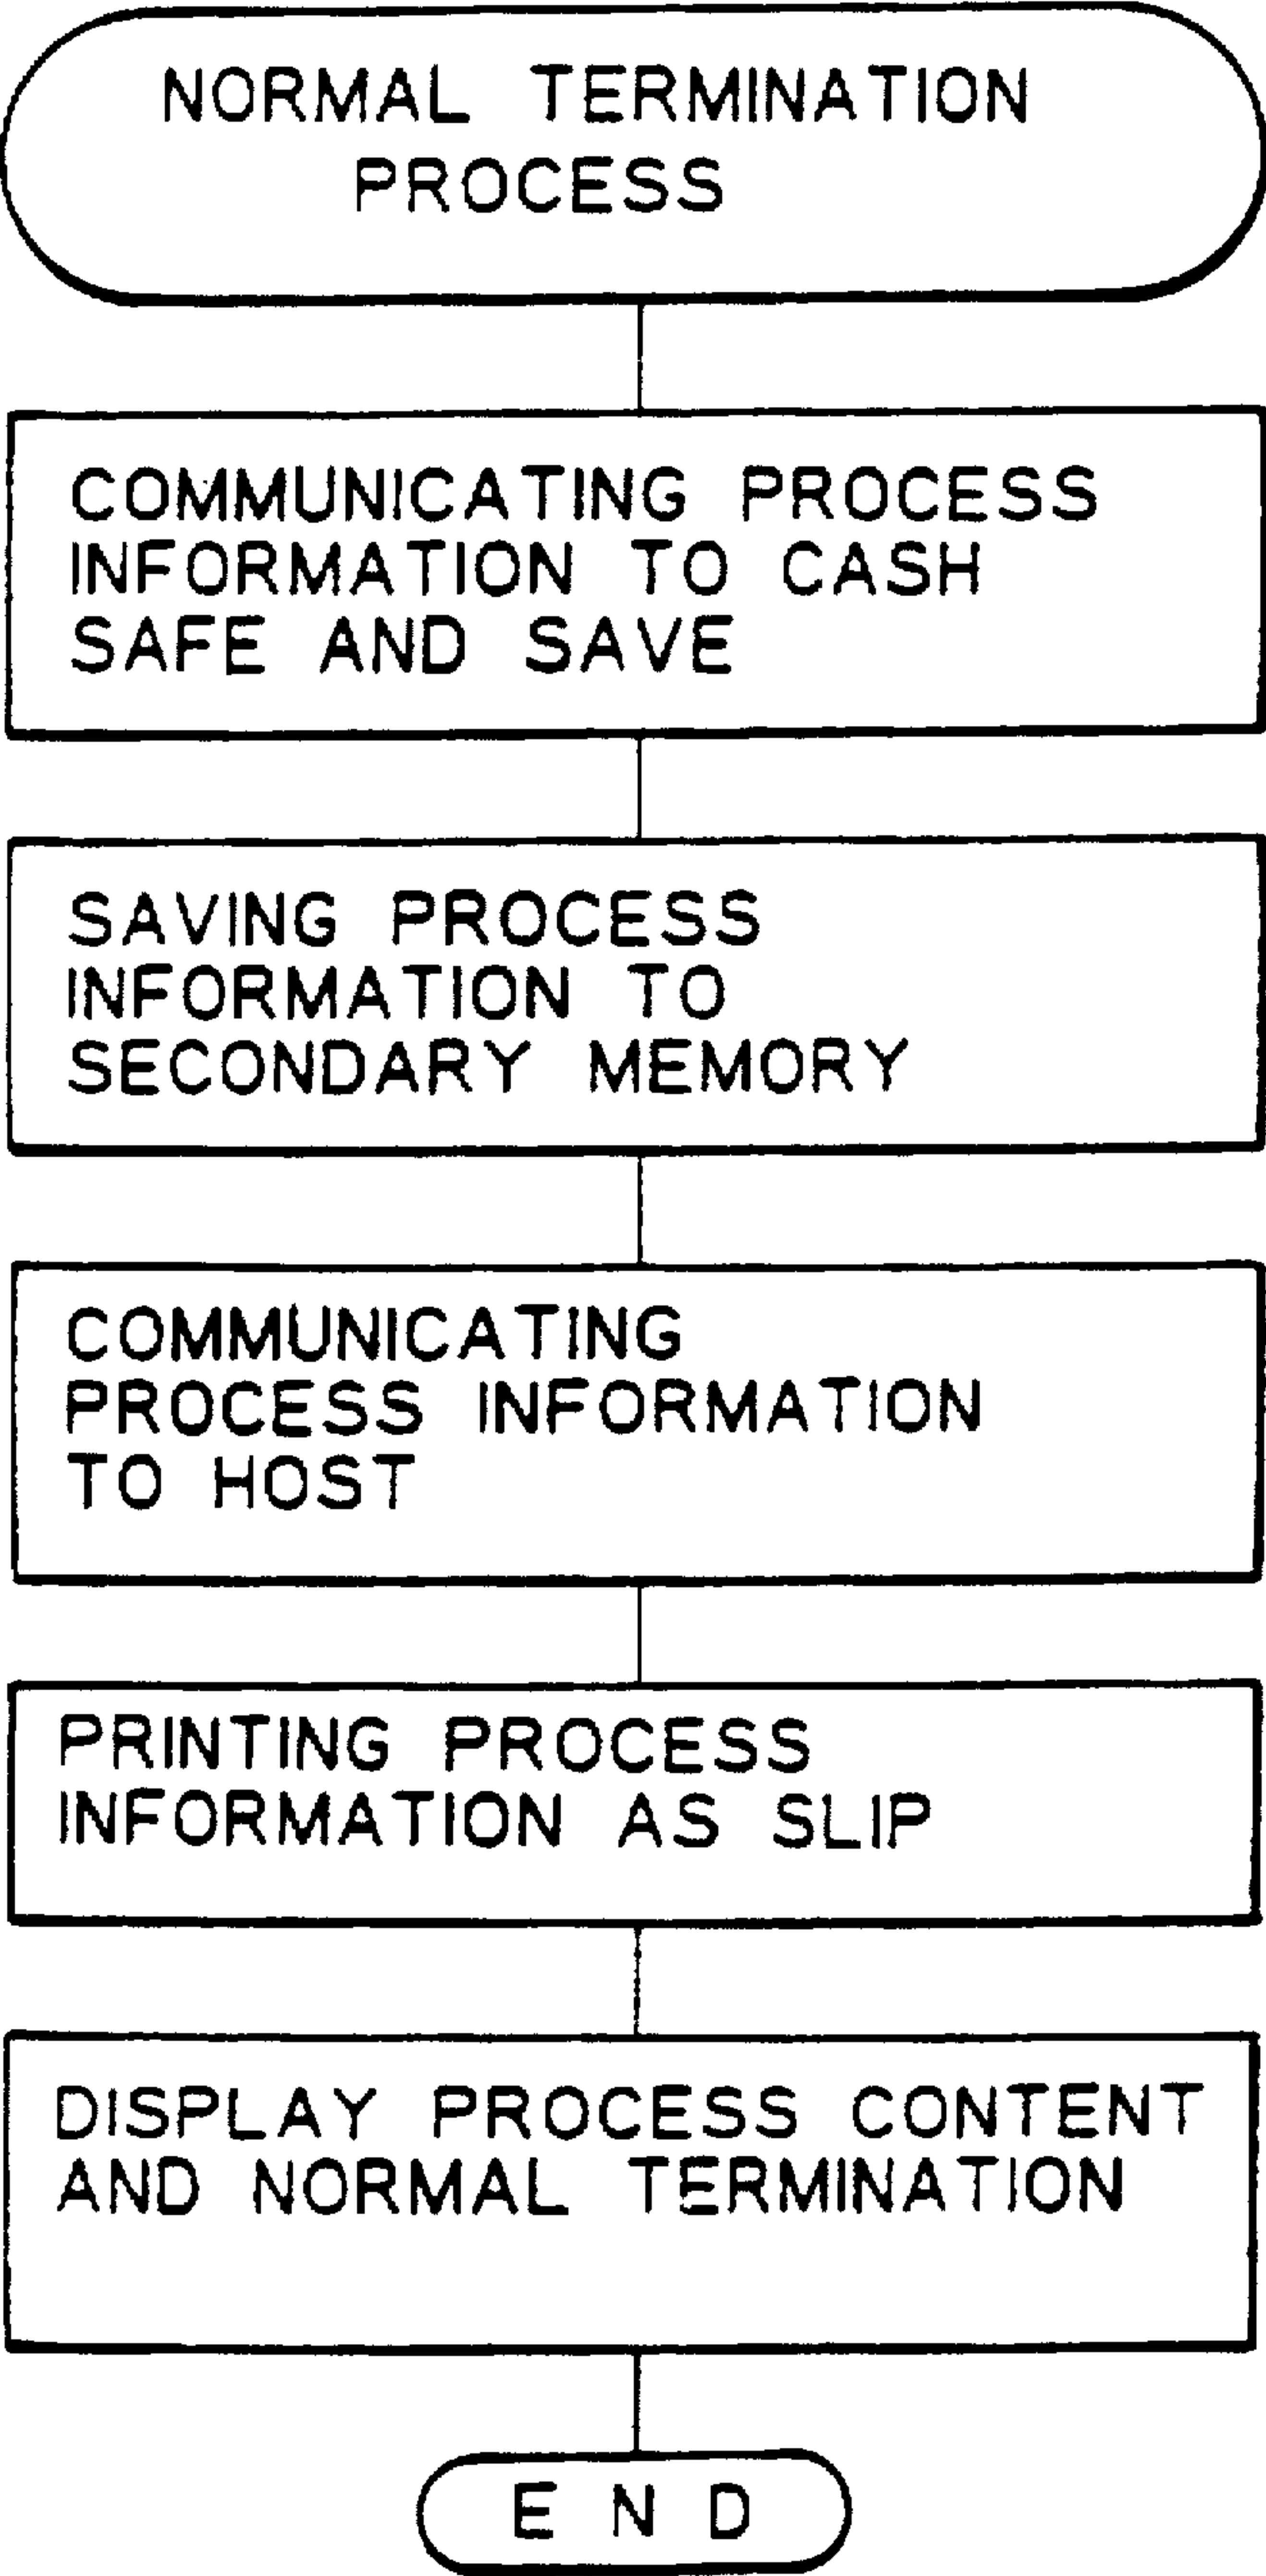 NORMAL TERMINATION
PROCESS
COMMUNICATING PROCESS
INFORMATION TO CASH
SAFE AND SAVE
SAVING PROCESS
INFORMATION TO
SECONDARY MEMORY
COMMUNICATING
PROCESS INFORMATION
TO HOST
PRINTING PROCESS
INFORMATION AS SLIP
DISPLAY PROCESS CONTENT
AND NORMAL TERMINATION
END